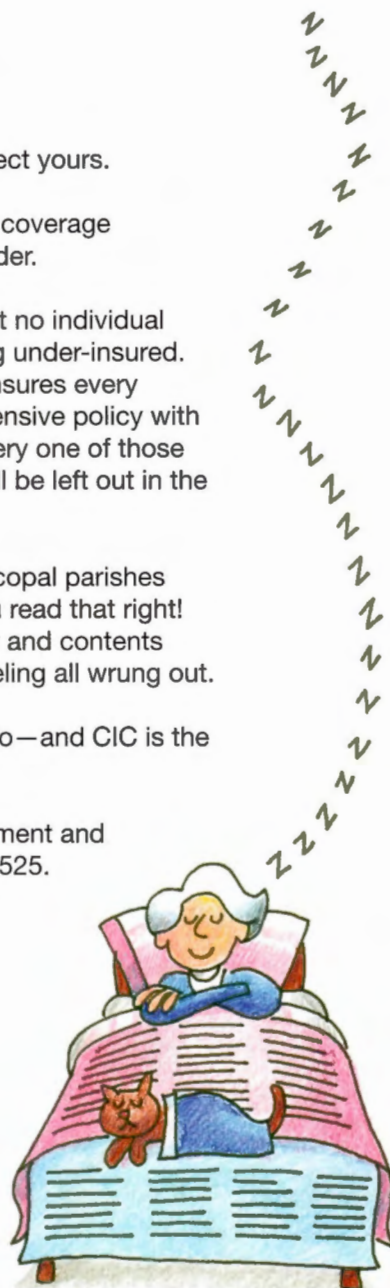 ect yours.
coverage
der.
t no individual
g under-insured.
nsures every
ensive policy with
ery one of those
l be left out in the
copal parishes
u read that right!
and contents
eling all wrung out.
o—and CIC is the
ment and
525.
Z Z Z Z Z Z Z Z Z Z Z Z Z Z Z Z Z Z Z Z Z Z Z Z Z Z